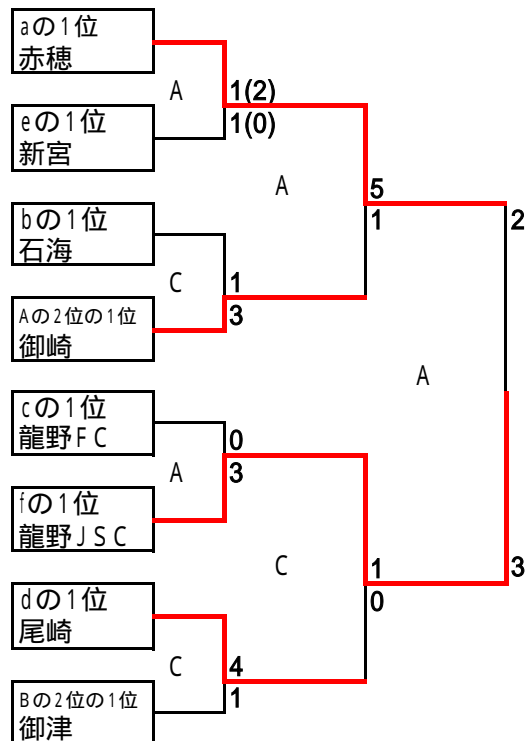 aの1位
赤穂
A
1(2)
1(0)
eの1位
新宮
A
5
1
2
bの1位
石海
C
1
3
Aの2位の1位
御崎
A
cの1位
龍野FC
0
A
3
fの1位
龍野JSC
C
1
0
3
dの1位
尾崎
C
4
1
Bの2位の1位
御津